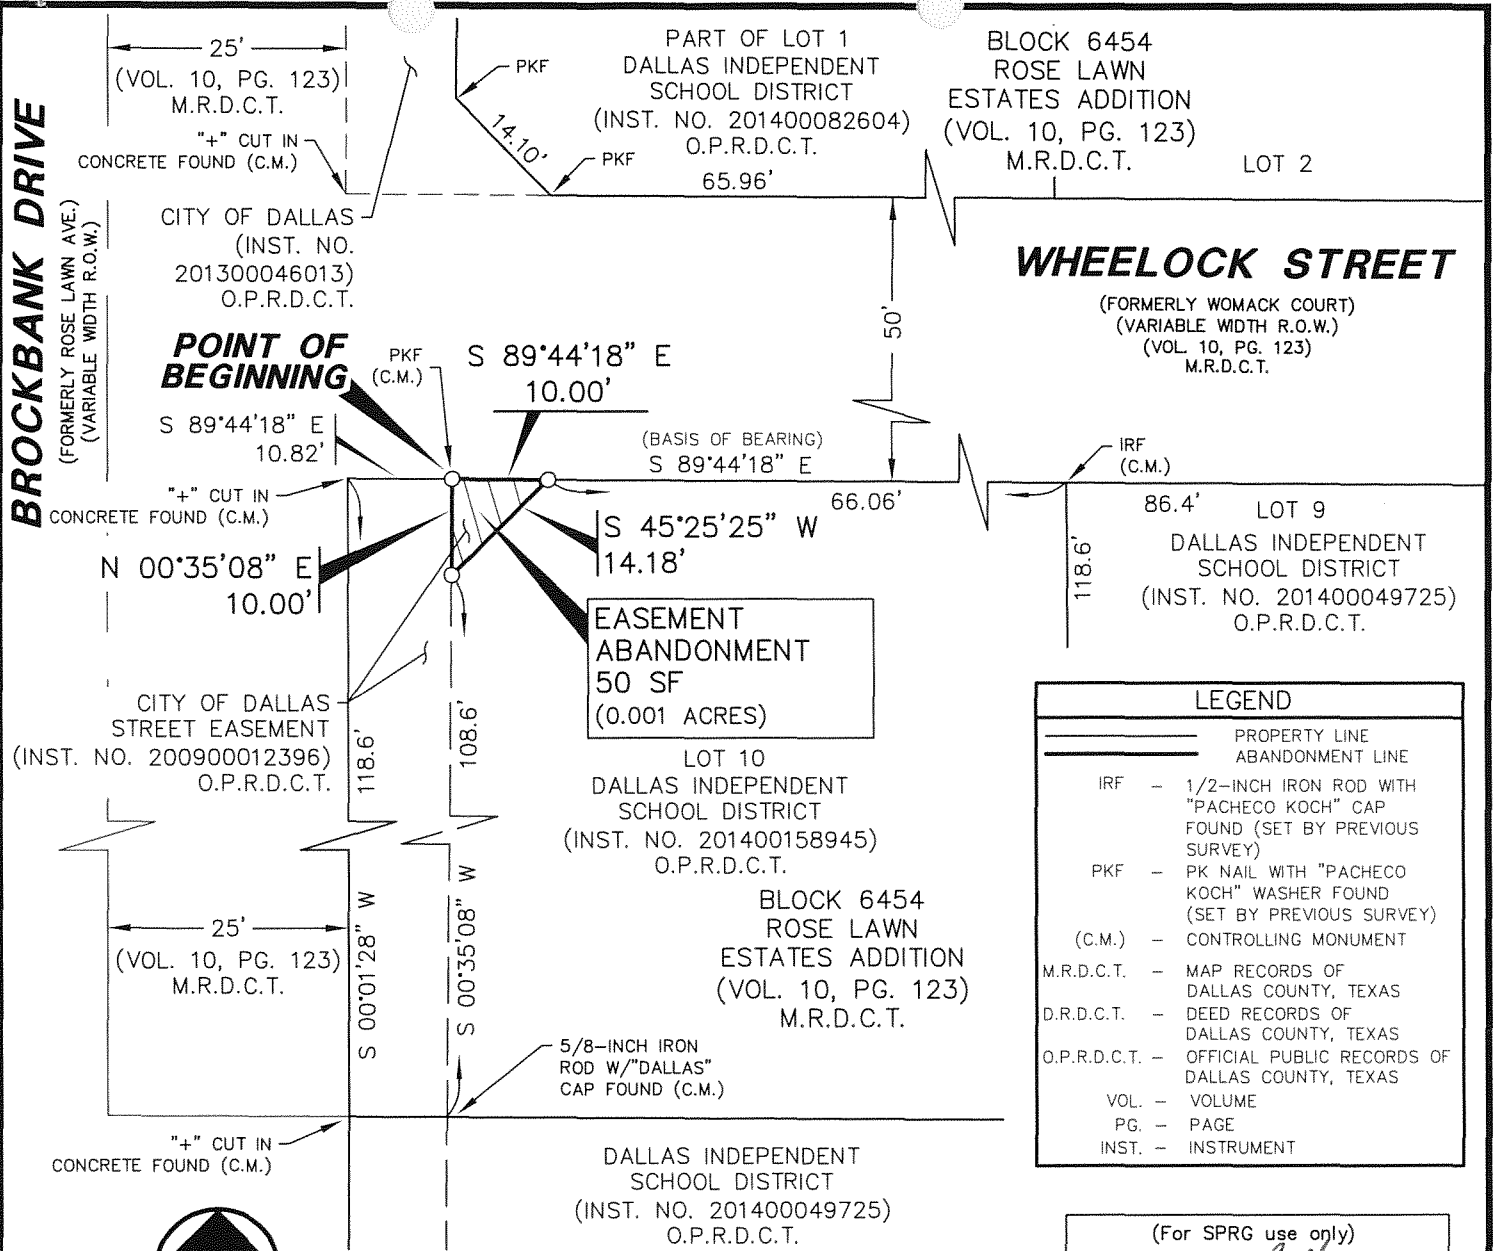 25'
(VOL. 10, PG. 123)
M.R.D.C.T.
"+" CUT IN
CONCRETE FOUND (C.M.)
PKF
14.10'
PKF
PART OF LOT 1
DALLAS INDEPENDENT
SCHOOL DISTRICT
(INST. NO. 201400082604)
O.P.R.D.C.T.
65.96'
BLOCK 6454
ROSE LAWN
ESTATES ADDITION
(VOL. 10, PG. 123)
M.R.D.C.T.
LOT 2
BROCKBANK DRIVE
(FORMERLY ROSE LAWN AVE.)
(VARIABLE WIDTH R.O.W.)
CITY OF DALLAS
(INST. NO.
201300046013)
O.P.R.D.C.T.
WHEELOCK STREET
(FORMERLY WOMACK COURT)
(VARIABLE WIDTH R.O.W.)
(VOL. 10, PG. 123)
M.R.D.C.T.
50'
POINT OF
BEGINNING
PKF
(C.M.)
S 89°44'18" E
10.00'
S 89°44'18" E
10.82'
(BASIS OF BEARING)
S 89°44'18" E
66.06'
IRF
(C.M.)
"+" CUT IN
CONCRETE FOUND (C.M.)
86.4'
LOT 9
DALLAS INDEPENDENT
SCHOOL DISTRICT
(INST. NO. 201400049725)
O.P.R.D.C.T.
118.6'
N 00°35'08" E
10.00'
S 45°25'25" W
14.18'
EASEMENT
ABANDONMENT
50 SF
(0.001 ACRES)
CITY OF DALLAS
STREET EASEMENT
(INST. NO. 200900012396)
O.P.R.D.C.T.
118.6'
108.6'
LOT 10
DALLAS INDEPENDENT
SCHOOL DISTRICT
(INST. NO. 201400158945)
O.P.R.D.C.T.
BLOCK 6454
ROSE LAWN
ESTATES ADDITION
(VOL. 10, PG. 123)
M.R.D.C.T.
25'
(VOL. 10, PG. 123)
M.R.D.C.T.
S 00°01'28" W
S 00°35'08" W
5/8-INCH IRON
ROD W/"DALLAS"
CAP FOUND (C.M.)
"+" CUT IN
CONCRETE FOUND (C.M.)
DALLAS INDEPENDENT
SCHOOL DISTRICT
(INST. NO. 201400049725)
O.P.R.D.C.T.
LEGEND
PROPERTY LINE
ABANDONMENT LINE
IRF - 1/2-INCH IRON ROD WITH
"PACHECO KOCH" CAP
FOUND (SET BY PREVIOUS
SURVEY)
PKF - PK NAIL WITH "PACHECO
KOCH" WASHER FOUND
(SET BY PREVIOUS SURVEY)
(C.M.) - CONTROLLING MONUMENT
M.R.D.C.T. - MAP RECORDS OF
DALLAS COUNTY, TEXAS
D.R.D.C.T. - DEED RECORDS OF
DALLAS COUNTY, TEXAS
O.P.R.D.C.T. - OFFICIAL PUBLIC RECORDS OF
DALLAS COUNTY, TEXAS
VOL. - VOLUME
PG. - PAGE
INST. - INSTRUMENT
(For SPRG use only)